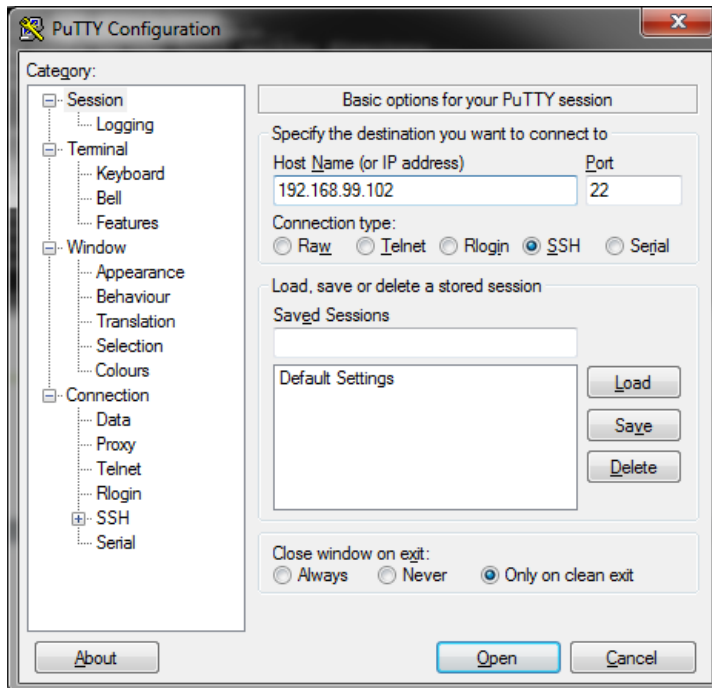 PuTTY Configuration
Category:
Session
Logging
Terminal
Keyboard
Bell
Features
Window
Appearance
Behaviour
Translation
Selection
Colours
Connection
Data
Proxy
Telnet
Rlogin
SSH
Serial
Basic options for your PuTTY session
Specify the destination you want to connect to
Host Name (or IP address) Port
192.168.99.102 22
Connection type:
Raw Telnet Rlogin SSH Serial
Load, save or delete a stored session
Saved Sessions
Default Settings
Load
Save
Delete
Close window on exit:
Always Never Only on clean exit
About Open Cancel